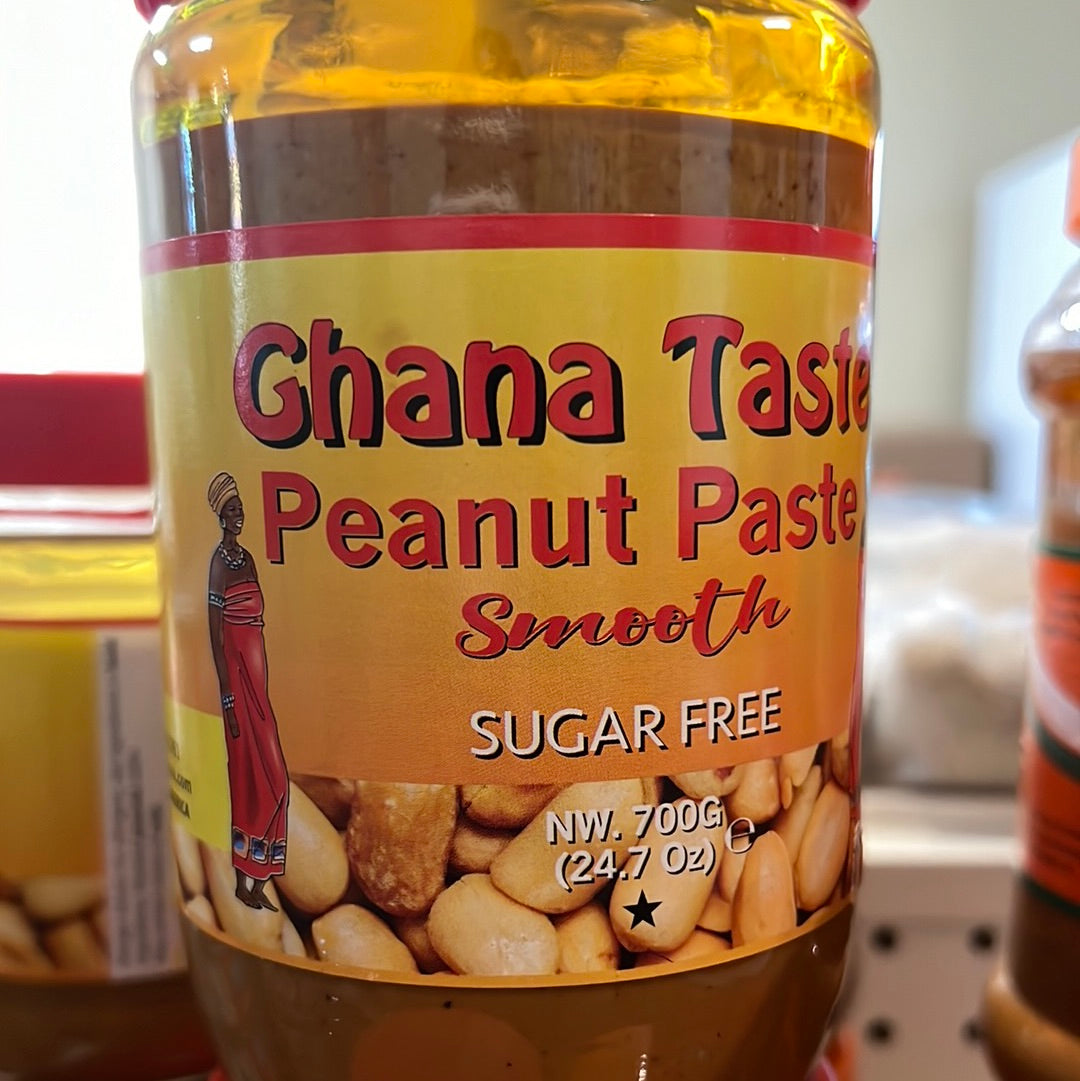 Ghana Taste
Peanut Paste
Smooth
SUGAR FREE
NW. 700G ℮
(24.7 Oz)